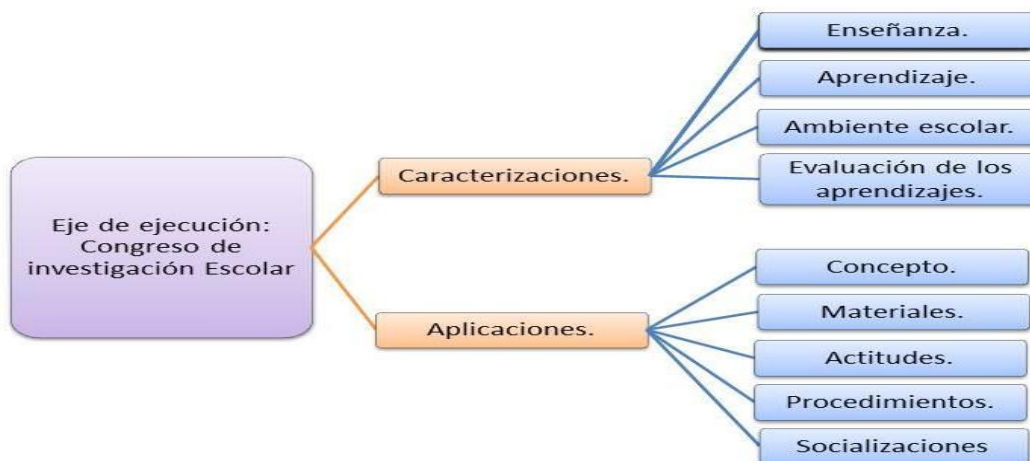 Eje de ejecución:
Congreso de
investigación Escolar
Caracterizaciones.
Enseñanza.
Aprendizaje.
Ambiente escolar.
Evaluación de los
aprendizajes.
Aplicaciones.
Concepto.
Materiales.
Actitudes.
Procedimientos.
Socializaciones